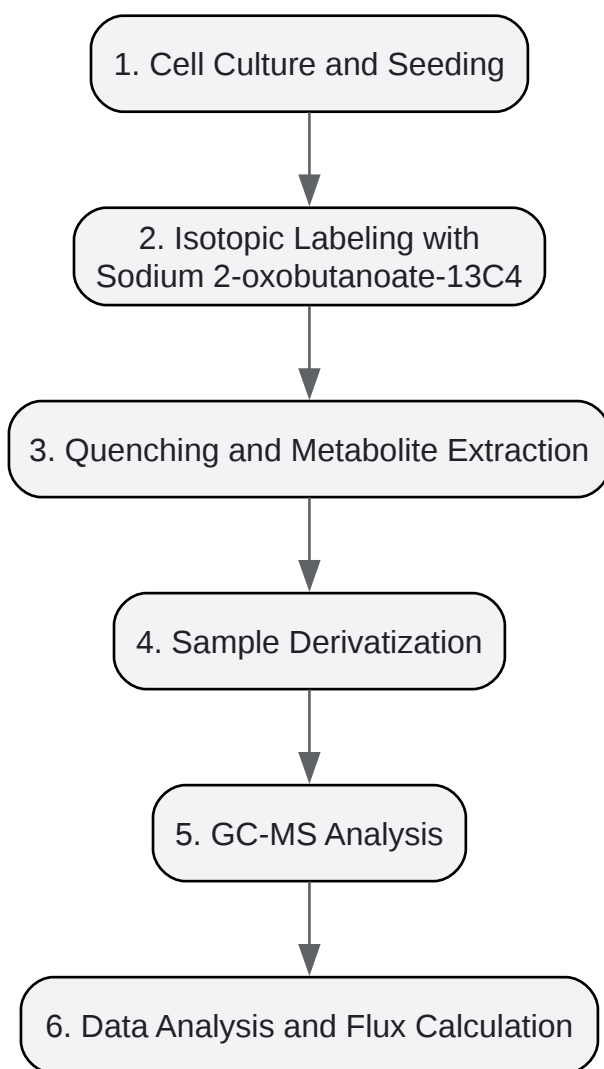 1. Cell Culture and Seeding
2. Isotopic Labeling with
Sodium 2-oxobutanoate-13C4
3. Quenching and Metabolite Extraction
4. Sample Derivatization
5. GC-MS Analysis
6. Data Analysis and Flux Calculation